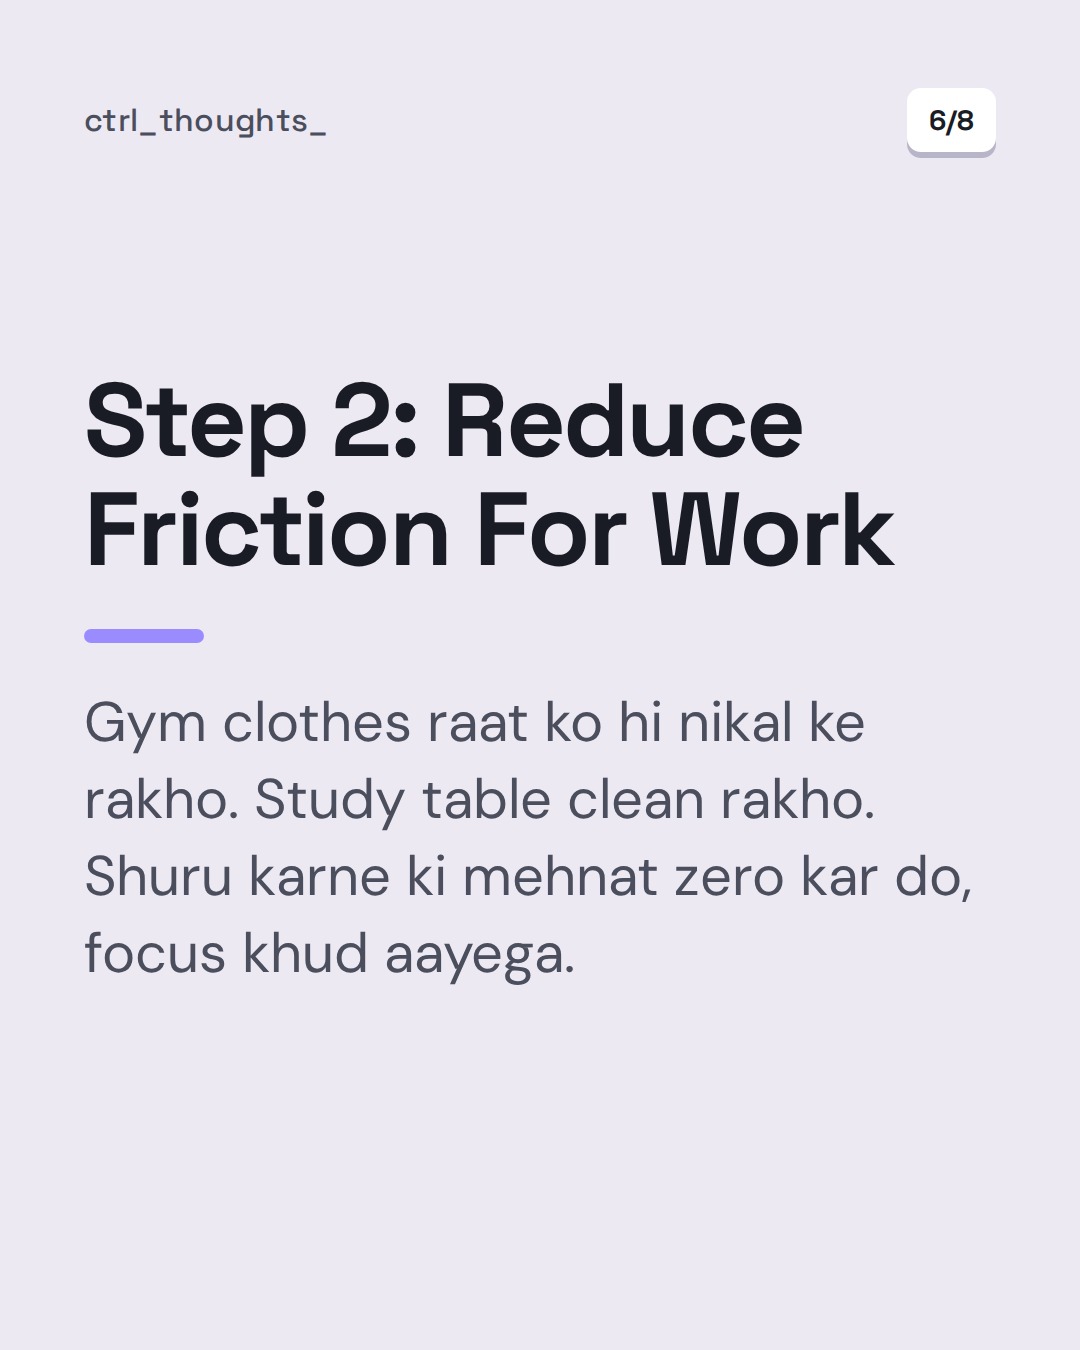 ctrl_thoughts_
6/8
Step 2: Reduce
Friction For Work
Gym clothes raat ko hi nikal ke
rakho. Study table clean rakho.
Shuru karne ki mehnat zero kar do,
focus khud aayega.